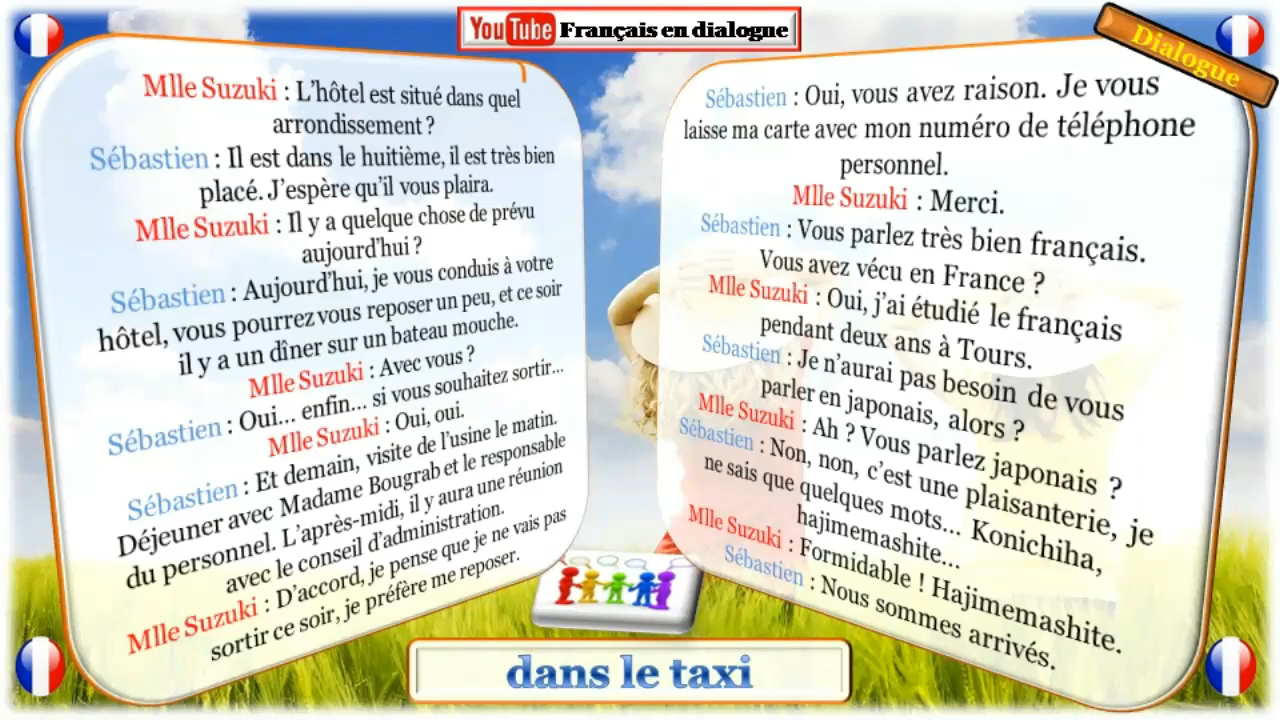 YouTube Français en dialogue
Dialogue
Mlle Suzuki : L'hôtel est situé dans quel
arrondissement ?
Sébastien : Il est dans le huitième, il est très bien
placé. J'espère qu'il vous plaira.
Mlle Suzuki : Il y a quelque chose de prévu
aujourd'hui ?
Sébastien : Aujourd'hui, je vous conduis à votre
hôtel, vous pourrez vous reposer un peu, et ce soir
il y a un dîner sur un bateau mouche.
Mlle Suzuki : Avec vous ?
Sébastien : Oui... enfin... si vous souhaitez sortir...
Mlle Suzuki : Oui, oui.
Sébastien : Et demain, visite de l'usine le matin.
Déjeuner avec Madame Bougrab et le responsable
du personnel. L'après-midi, il y aura une réunion
avec le conseil d'administration.
Mlle Suzuki : D'accord, je pense que je ne vais pas
sortir ce soir, je préfère me reposer.
Sébastien : Oui, vous avez raison. Je vous
laisse ma carte avec mon numéro de téléphone
personnel.
Mlle Suzuki : Merci.
Sébastien : Vous parlez très bien français.
Vous avez vécu en France ?
Mlle Suzuki : Oui, j'ai étudié le français
pendant deux ans à Tours.
Sébastien : Je n'aurai pas besoin de vous
parler en japonais, alors ?
Mlle Suzuki : Ah ? Vous parlez japonais ?
Sébastien : Non, non, c'est une plaisanterie, je
ne sais que quelques mots... Konichiha,
hajimemashite...
Mlle Suzuki : Formidable ! Hajimemashite.
Sébastien : Nous sommes arrivés.
dans le taxi